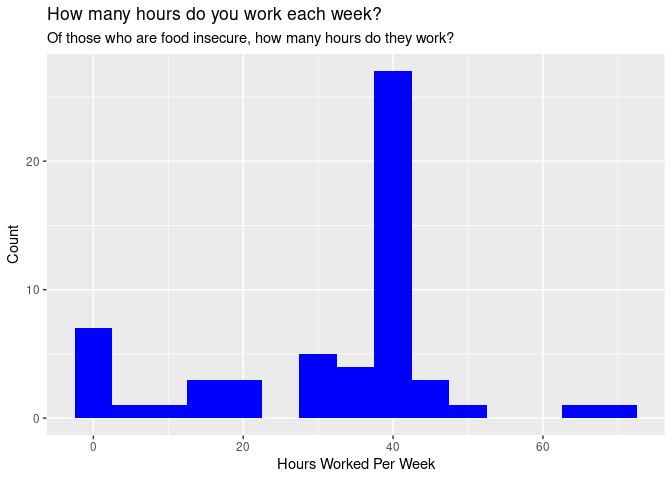 How many hours do you work each week?
Of those who are food insecure, how many hours do they work?
20
10
0
Count
0 20 40 60
Hours Worked Per Week